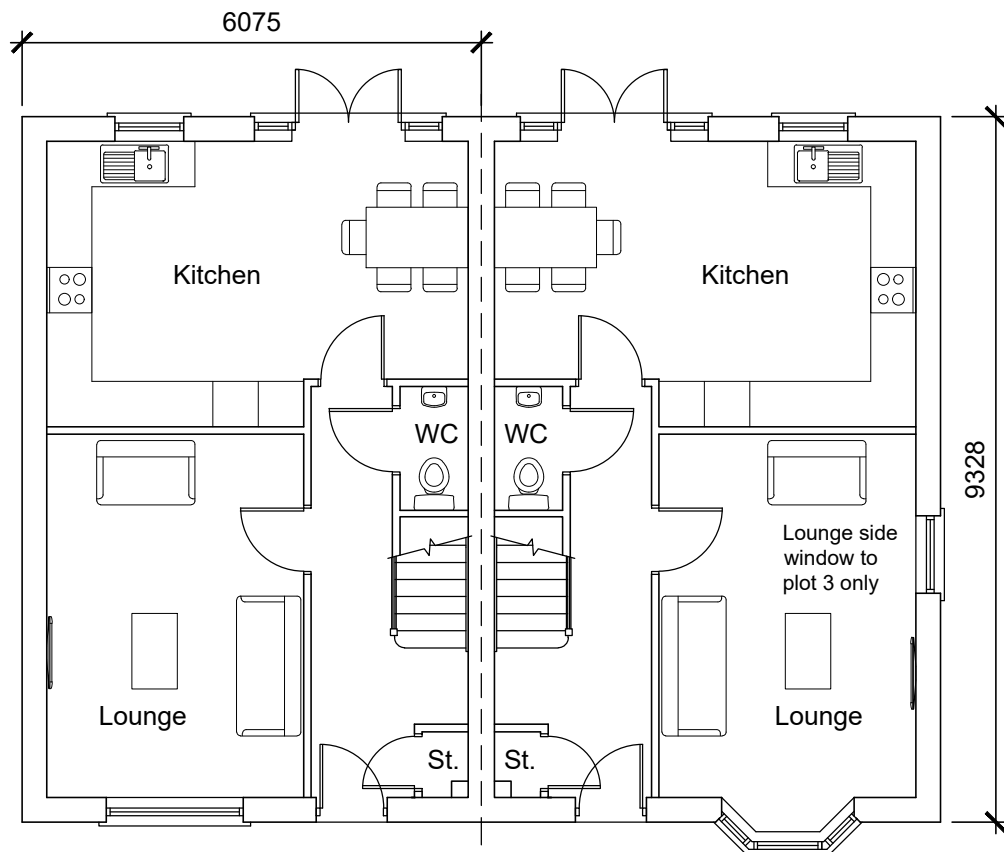 6075
Kitchen
Kitchen
WC
WC
9328
Lounge side
window to
plot 3 only
Lounge
Lounge
St.
St.